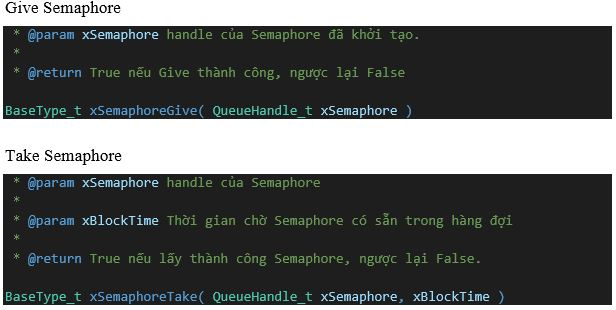 Give Semaphore
* @param xSemaphore handle của Semaphore đã khởi tạo.
*
* @return True nếu Give thành công, ngược lại False
BaseType_t xSemaphoreGive( QueueHandle_t xSemaphore )
Take Semaphore
* @param xSemaphore handle của Semaphore
*
* @param xBlockTime Thời gian chờ Semaphore có sẵn trong hàng đợi
*
* @return True nếu lấy thành công Semaphore, ngược lại False.
BaseType_t xSemaphoreTake( QueueHandle_t xSemaphore, xBlockTime )